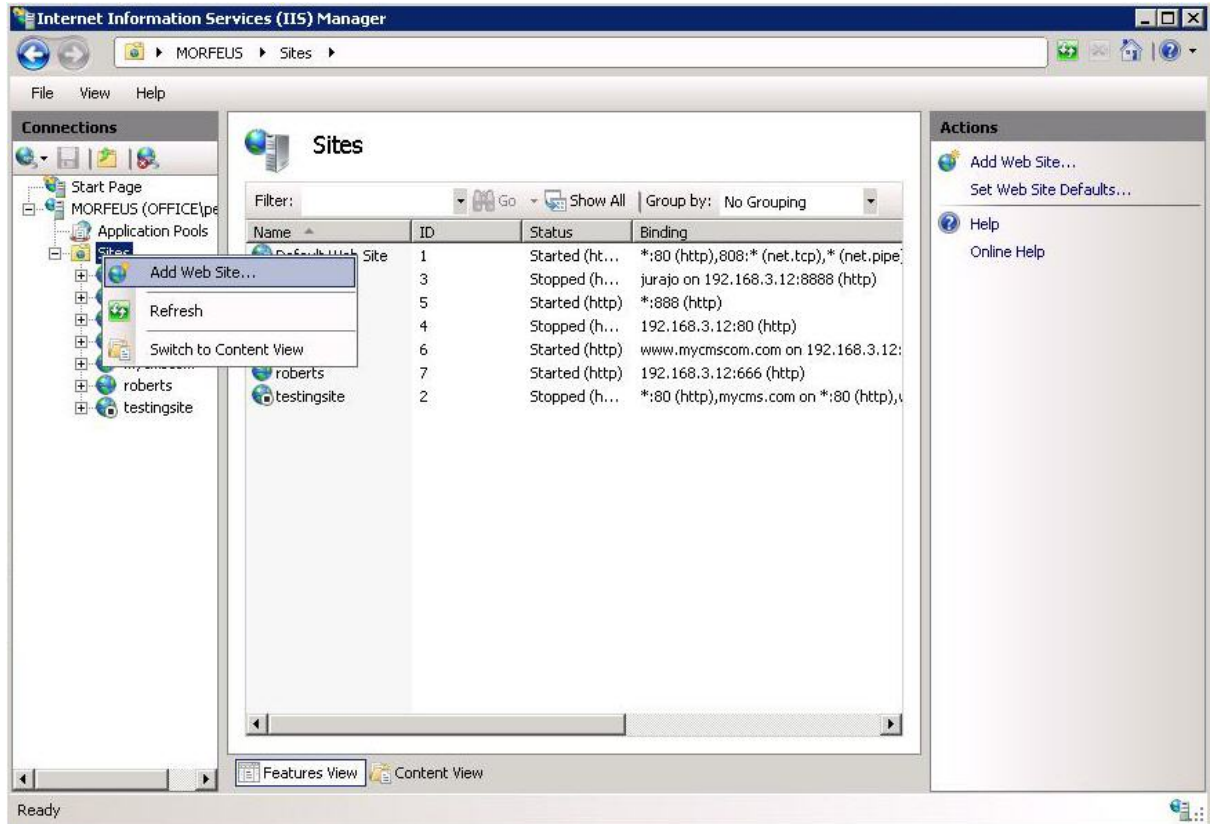 Internet Information Services (IIS) Manager
MORFEUS Sites
File View Help
Connections
Start Page
MORFEUS (OFFICE\pe
Application Pools
Sites
Add Web Site...
Refresh
Switch to Content View
roberts
testingsite
Sites
Filter: Go Show All Group by: No Grouping
Name ID Status Binding
Default Web Site 1 Started (ht... *:80 (http),808:* (net.tcp),* (net.pipe)
3 Stopped (h... jurajo on 192.168.3.12:8888 (http)
5 Started (http) *:888 (http)
4 Stopped (h... 192.168.3.12:80 (http)
6 Started (http) www.mycmscom.com on 192.168.3.12:
roberts 7 Started (http) 192.168.3.12:666 (http)
testingsite 2 Stopped (h... *:80 (http),mycms.com on *:80 (http),
Features View Content View
Actions
Add Web Site...
Set Web Site Defaults...
Help
Online Help
Ready